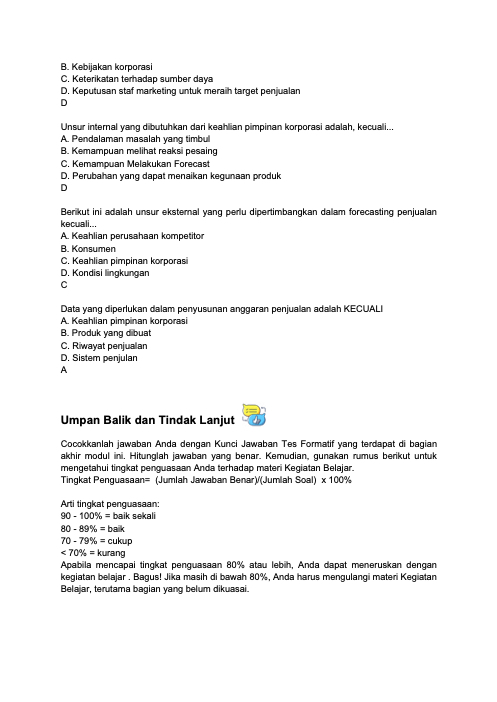 B. Kebijakan korporasi
C. Keterikatan terhadap sumber daya
D. Keputusan staf marketing untuk meraih target penjualan
D
Unsur internal yang dibutuhkan dari keahlian pimpinan korporasi adalah, kecuali...
A. Pendalaman masalah yang timbul
B. Kemampuan melihat reaksi pesaing
C. Kemampuan Melakukan Forecast
D. Perubahan yang dapat menaikan kegunaan produk
D
Berikut ini adalah unsur eksternal yang perlu dipertimbangkan dalam forecasting penjualan
kecuali...
A. Keahlian perusahaan kompetitor
B. Konsumen
C. Keahlian pimpinan korporasi
D. Kondisi lingkungan
C
Data yang diperlukan dalam penyusunan anggaran penjualan adalah KECUALI
A. Keahlian pimpinan korporasi
B. Produk yang dibuat
C. Riwayat penjualan
D. Sistem penjulan
A
Umpan Balik dan Tindak Lanjut
Cocokkanlah jawaban Anda dengan Kunci Jawaban Tes Formatif yang terdapat di bagian
akhir modul ini. Hitunglah jawaban yang benar. Kemudian, gunakan rumus berikut untuk
mengetahui tingkat penguasaan Anda terhadap materi Kegiatan Belajar.
Tingkat Penguasaan= (Jumlah Jawaban Benar)/(Jumlah Soal) x 100%
Arti tingkat penguasaan:
90 - 100% = baik sekali
80 - 89% = baik
70 - 79% = cukup
< 70% = kurang
Apabila mencapai tingkat penguasaan 80% atau lebih, Anda dapat meneruskan dengan
kegiatan belajar . Bagus! Jika masih di bawah 80%, Anda harus mengulangi materi Kegiatan
Belajar, terutama bagian yang belum dikuasai.